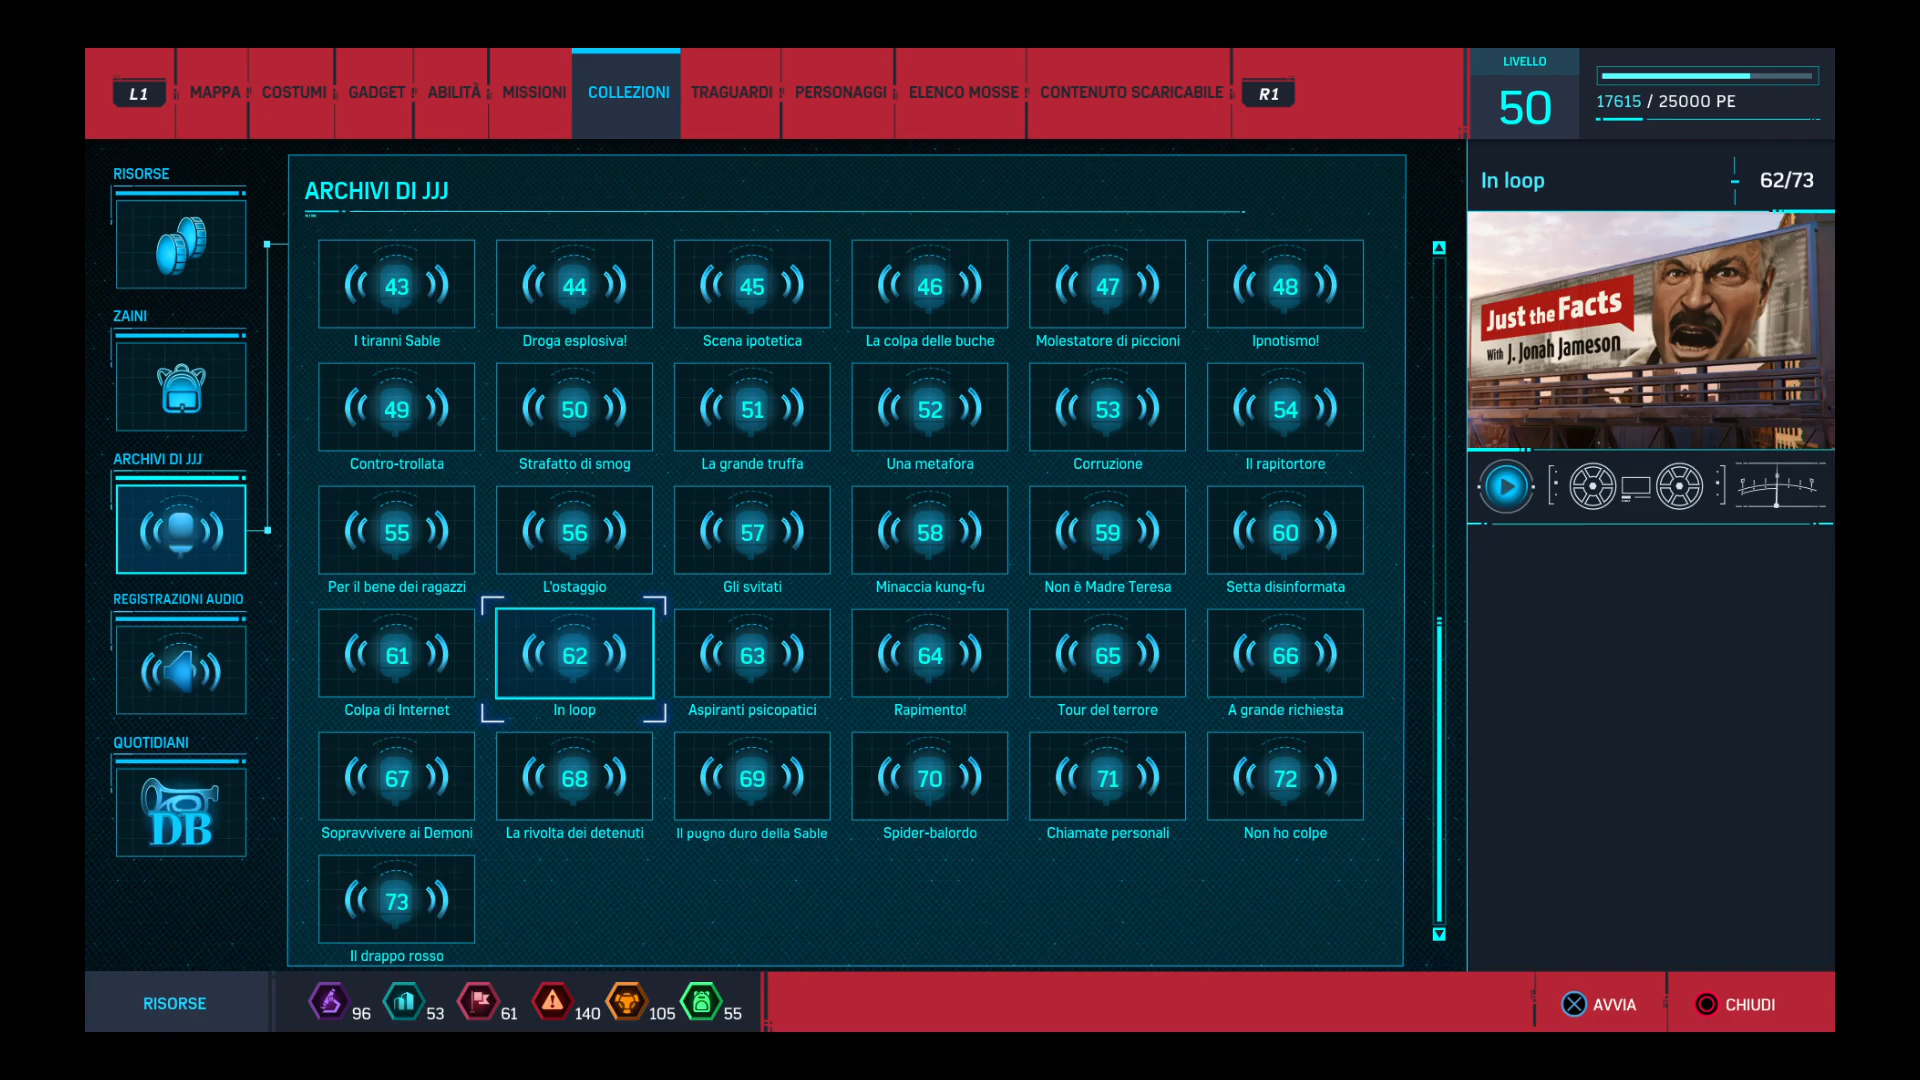 L1
MAPPA
COSTUMI
GADGET
ABILITÀ
MISSIONI
COLLEZIONI
TRAGUARDI
PERSONAGGI
ELENCO MOSSE
CONTENUTO SCARICABILE
R1
LIVELLO
50
17615 / 25000 PE
RISORSE
ZAINI
ARCHIVI DI JJJ
REGISTRAZIONI AUDIO
QUOTIDIANI
DB
ARCHIVI DI JJJ
43 44 45 46 47 48
I tiranni Sable Droga esplosiva! Scena ipotetica La colpa delle buche Molestatore di piccioni Ipnotismo!
49 50 51 52 53 54
Contro-trollata Strafatto di smog La grande truffa Una metafora Corruzione Il rapitortore
55 56 57 58 59 60
Per il bene dei ragazzi L'ostaggio Gli svitati Minaccia kung-fu Non è Madre Teresa Setta disinformata
61 62 63 64 65 66
Colpa di Internet In loop Aspiranti psicopatici Rapimento! Tour del terrore A grande richiesta
67 68 69 70 71 72
Sopravvivere ai Demoni La rivolta dei detenuti Il pugno duro della Sable Spider-balordo Chiamate personali Non ho colpe
73
Il drappo rosso
In loop 62/73
Just the Facts
With J. Jonah Jameson
RISORSE
96 53 61 140 105 55
AVVIA
CHIUDI